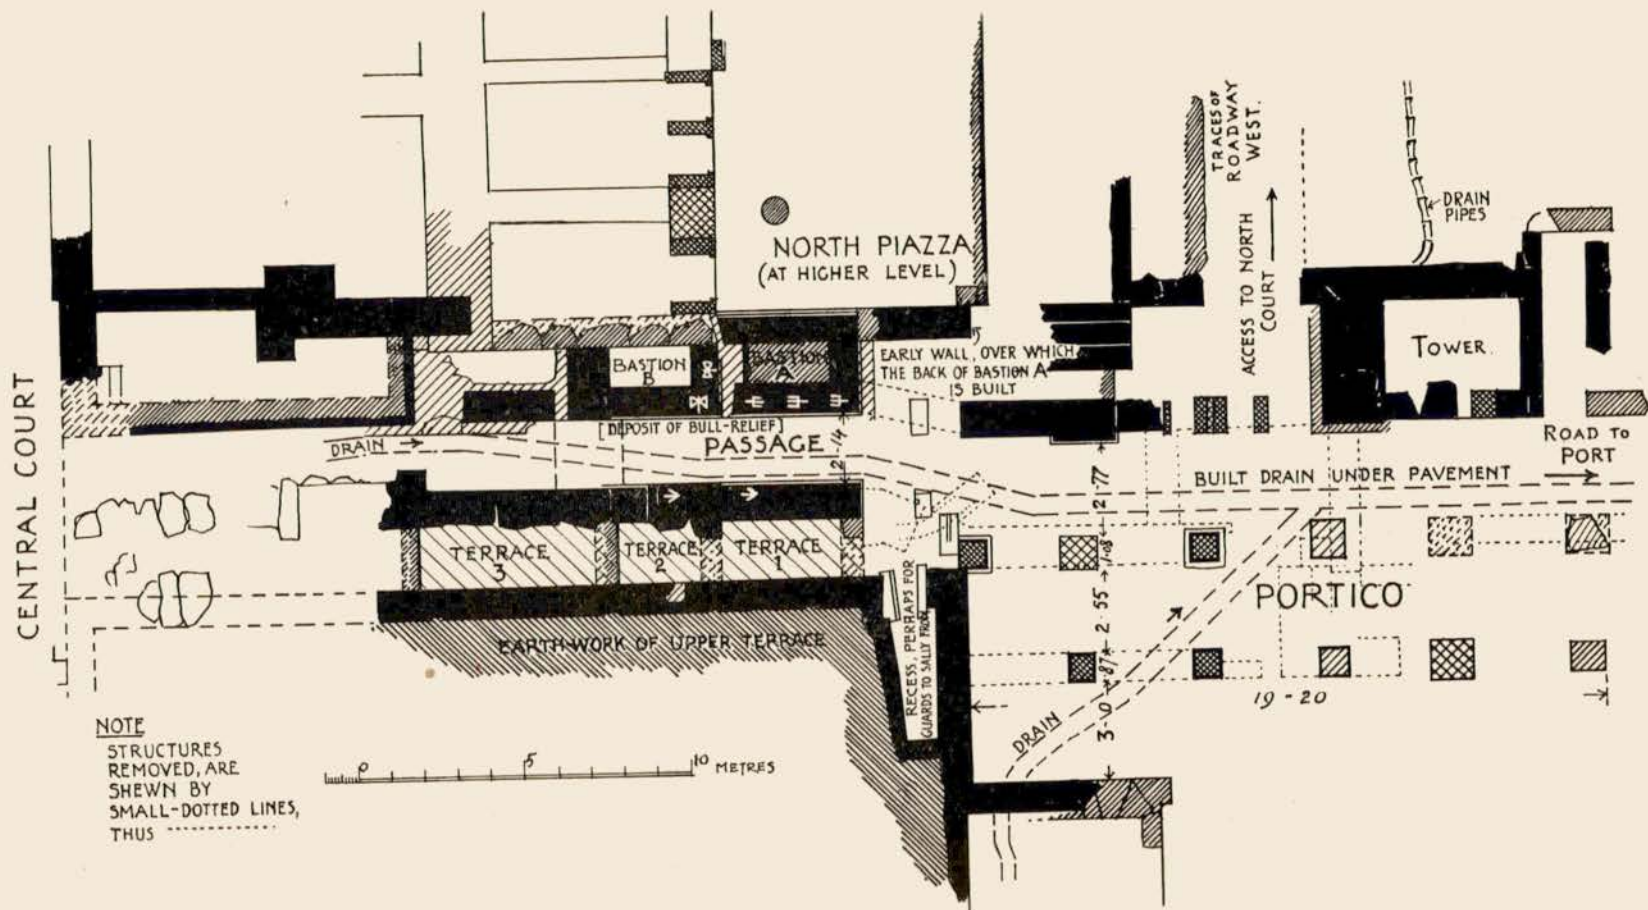 CENTRAL COURT
NORTH PIAZZA
(AT HIGHER LEVEL)
TRACES OF
ROADWAY
WEST.
ACCESS TO NORTH
COURT
DRAIN
PIPES
TOWER.
BASTION
B
BASTION
A
EARLY WALL, OVER WHICH
THE BACK OF BASTION A
IS BUILT
[DEPOSIT OF BULL-RELIEF]
PASSAGE
DRAIN
2·14
2·77
ROAD TO
PORT
BUILT DRAIN UNDER PAVEMENT
TERRACE
3
TERRACE
2
TERRACE
1
1·08
PORTICO
2·55
·87
3·0
19-20
EARTH-WORK OF UPPER TERRACE
RECESS, PERHAPS FOR
GUARDS TO SALLY FROM
DRAIN
NOTE
STRUCTURES
REMOVED, ARE
SHEWN BY
SMALL-DOTTED LINES,
THUS
0 5 10 METRES